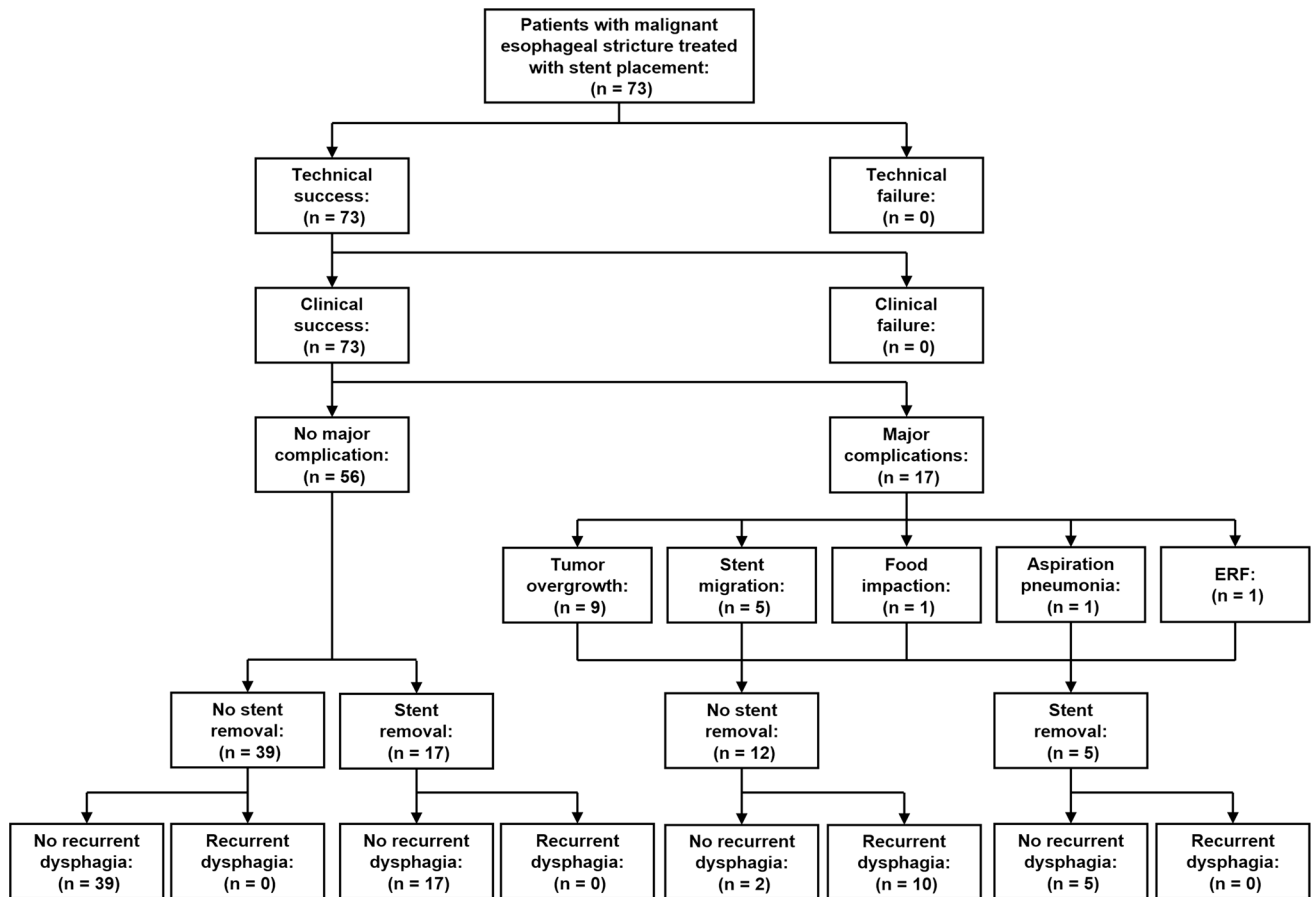 Patients with malignant
esophageal stricture treated
with stent placement:
(n = 73)
Technical
success:
(n = 73)
Technical
failure:
(n = 0)
Clinical
success:
(n = 73)
Clinical
failure:
(n = 0)
No major
complication:
(n = 56)
Major
complications:
(n = 17)
Tumor
overgrowth:
(n = 9)
Stent
migration:
(n = 5)
Food
impaction:
(n = 1)
Aspiration
pneumonia:
(n = 1)
ERF:
(n = 1)
No stent
removal:
(n = 39)
Stent
removal:
(n = 17)
No stent
removal:
(n = 12)
Stent
removal:
(n = 5)
No recurrent
dysphagia:
(n = 39)
Recurrent
dysphagia:
(n = 0)
No recurrent
dysphagia:
(n = 17)
Recurrent
dysphagia:
(n = 0)
No recurrent
dysphagia:
(n = 2)
Recurrent
dysphagia:
(n = 10)
No recurrent
dysphagia:
(n = 5)
Recurrent
dysphagia:
(n = 0)